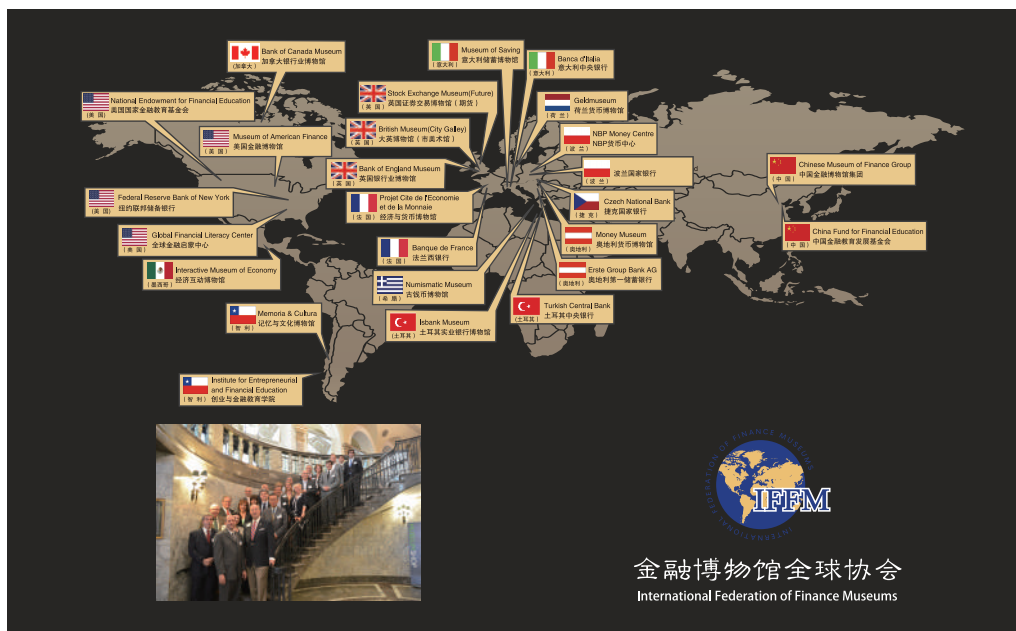 Bank of Canada Museum
(加拿大) 加拿大银行业博物馆
National Endowment for Financial Education
(美 国) 美国国家金融教育基金会
Museum of American Finance
(美 国) 美国金融博物馆
Federal Reserve Bank of New York
(美 国) 纽约联邦储备银行
Global Financial Literacy Center
(美 国) 全球金融启蒙中心
Interactive Museum of Economy
(墨西哥) 经济互动博物馆
Memoria & Cultura
(智 利) 记忆与文化博物馆
Institute for Entrepreneurial
and Financial Education
(智 利) 创业与金融教育学院
Museum of Saving
(意大利) 意大利储蓄博物馆
Banca d'Italia
(意大利) 意大利中央银行
Stock Exchange Museum(Future)
(英 国) 英国证券交易博物馆(期货)
British Museum(City Galley)
(英 国) 大英博物馆(市美术馆)
Bank of England Museum
(英 国) 英国银行业博物馆
Projet Cite de l'Economie
et de la Monnaie
(法 国) 经济与货币博物馆
Banque de France
(法 国) 法兰西银行
Numismatic Museum
(希 腊) 古钱币博物馆
Isbank Museum
(土耳其) 土耳其实业银行博物馆
Geldmuseum
(荷 兰) 荷兰货币博物馆
NBP Money Centre
(波 兰) NBP货币中心
(波 兰) 波兰国家银行
Czech National Bank
(捷 克) 捷克国家银行
Money Museum
(奥地利) 奥地利货币博物馆
Erste Group Bank AG
(奥地利) 奥地利第一储蓄银行
Turkish Central Bank
(土耳其) 土耳其中央银行
Chinese Museum of Finance Group
(中 国) 中国金融博物馆集团
China Fund for Financial Education
(中 国) 中国金融教育发展基金会
INTERNATIONAL FEDERATION OF FINANCE MUSEUMS
IFFM
金融博物馆全球协会
International Federation of Finance Museums